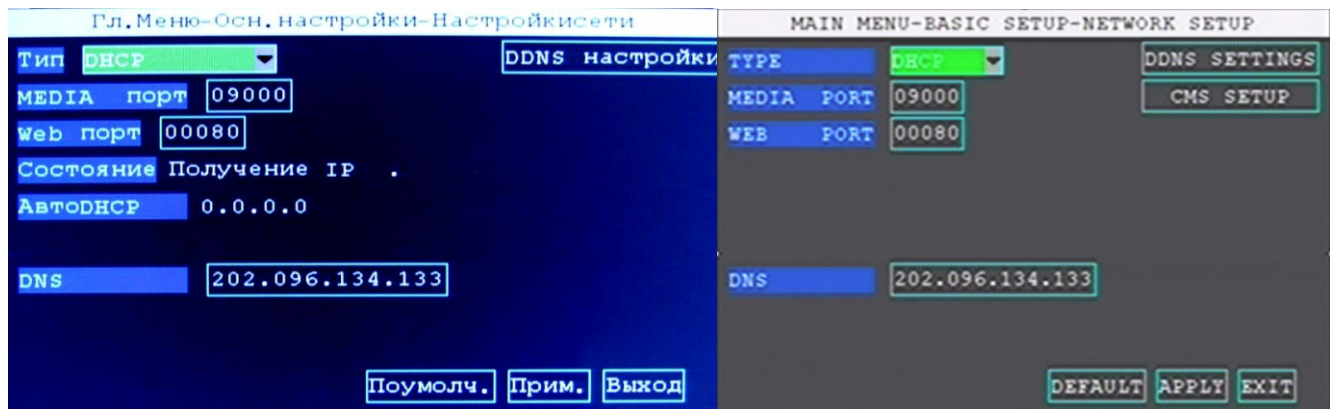 Гл.Меню-Осн.настройки-Настройкисети
Тип DHCP DDNS настройки
MEDIA порт 09000
Web порт 00080
Состояние Получение IP .
АвтоDHCP 0.0.0.0
DNS 202.096.134.133
Поумолч. Прим. Выход
MAIN MENU-BASIC SETUP-NETWORK SETUP
TYPE DHCP DDNS SETTINGS
MEDIA PORT 09000 CMS SETUP
WEB PORT 00080
DNS 202.096.134.133
DEFAULT APPLY EXIT